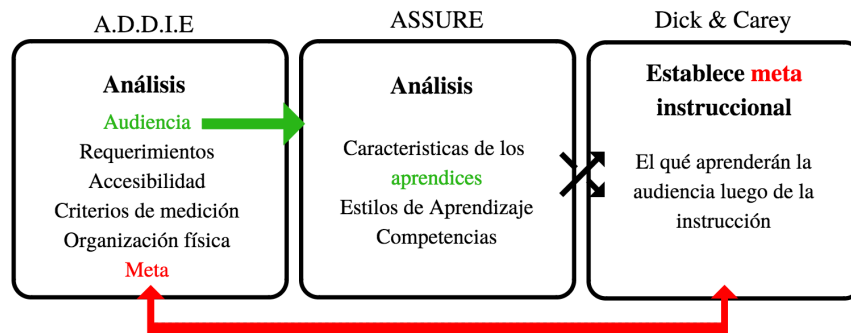 A.D.D.I.E
Análisis
Audiencia
Requerimientos
Accesibilidad
Criterios de medición
Organización física
Meta
ASSURE
Análisis
Caracteristicas de los
aprendices
Estilos de Aprendizaje
Competencias
Dick & Carey
Establece meta
instruccional
El qué aprenderán la
audiencia luego de la
instrucción